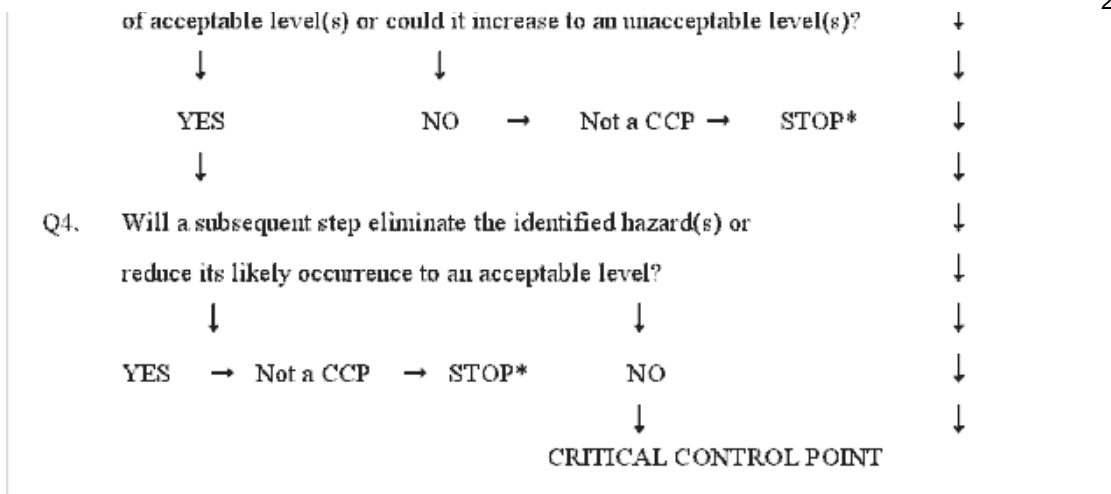 2
of acceptable level(s) or could it increase to an unacceptable level(s)?
↓ ↓ ↓
YES NO → Not a CCP → STOP* ↓
↓ ↓
Q4. Will a subsequent step eliminate the identified hazard(s) or ↓
reduce its likely occurrence to an acceptable level? ↓
↓ ↓ ↓
YES → Not a CCP → STOP* NO ↓
↓ ↓
CRITICAL CONTROL POINT